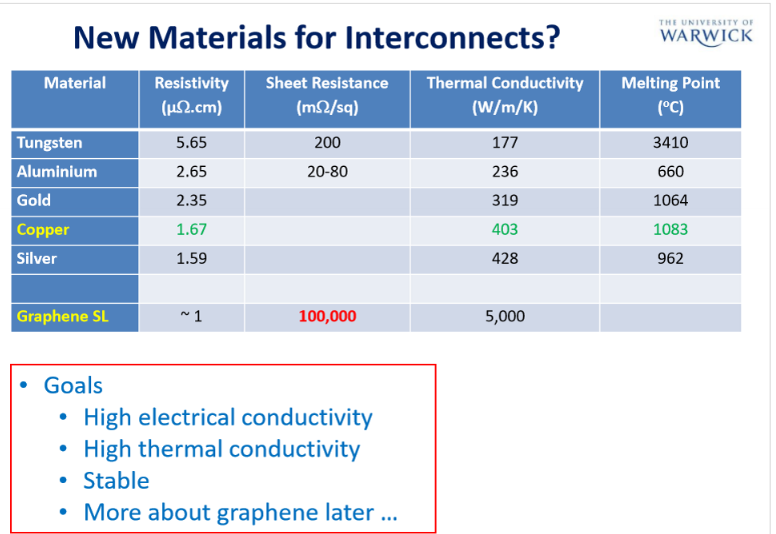 New Materials for Interconnects?
THE UNIVERSITY OF
WARWICK
Material Resistivity (μΩ.cm) Sheet Resistance (mΩ/sq) Thermal Conductivity (W/m/K) Melting Point (ºC)
Tungsten 5.65 200 177 3410
Aluminium 2.65 20-80 236 660
Gold 2.35 319 1064
Copper 1.67 403 1083
Silver 1.59 428 962
Graphene SL ~ 1 100,000 5,000
• Goals
• High electrical conductivity
• High thermal conductivity
• Stable
• More about graphene later ...